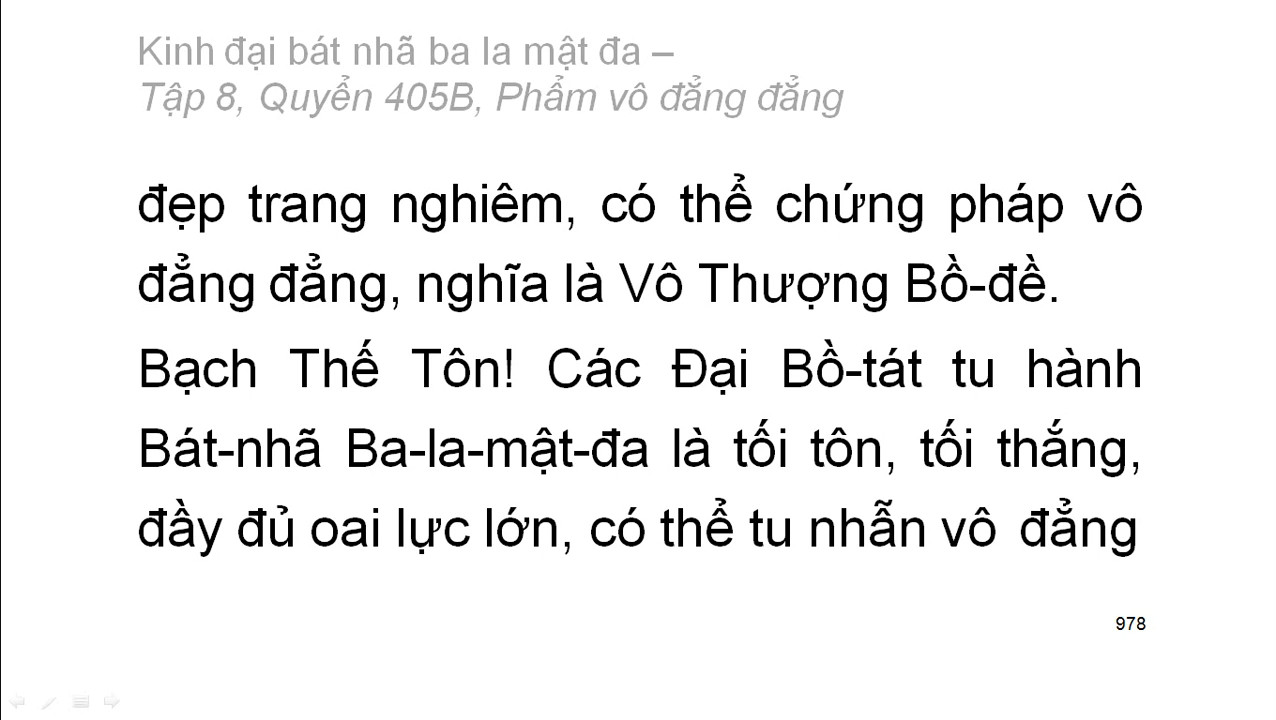 Kinh đại bát nhã ba la mật đa –
Tập 8, Quyển 405B, Phẩm vô đẳng đẳng
đẹp trang nghiêm, có thể chứng pháp vô
đẳng đẳng, nghĩa là Vô Thượng Bồ-đề.
Bạch Thế Tôn! Các Đại Bồ-tát tu hành
Bát-nhã Ba-la-mật-đa là tối tôn, tối thắng,
đầy đủ oai lực lớn, có thể tu nhẫn vô đẳng
978